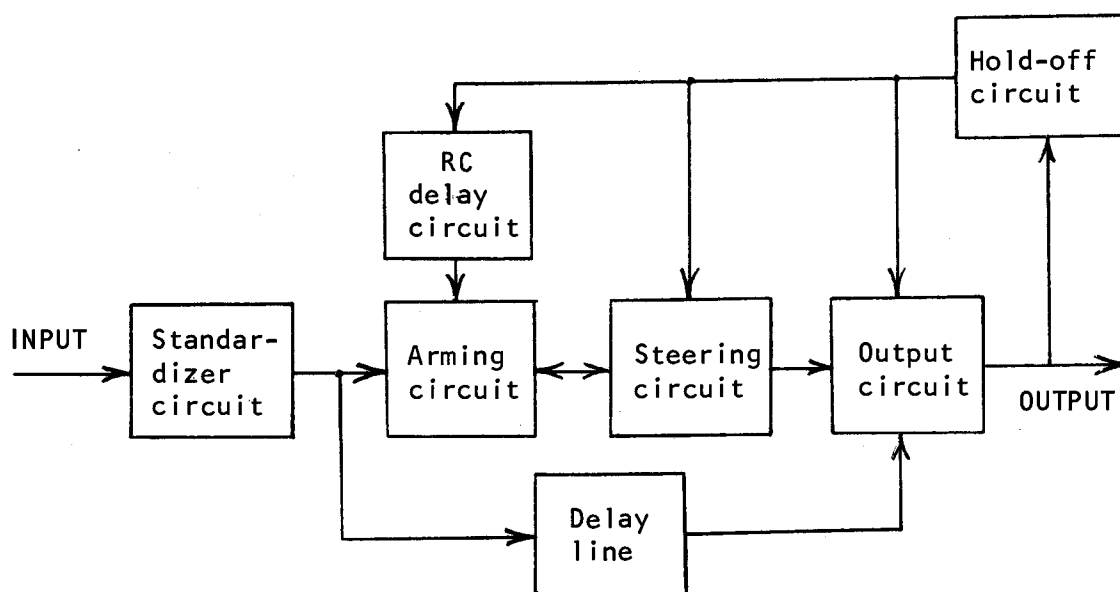 Hold-off
circuit
RC
delay
circuit
INPUT
Standar-
dizer
circuit
Arming
circuit
Steering
circuit
Output
circuit
OUTPUT
Delay
line